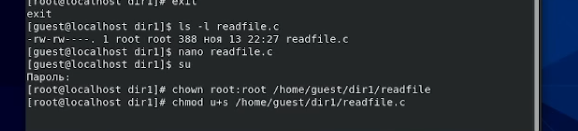 [root@localhost dir1]# exit
exit
[guest@localhost dir1]$ ls -l readfile.c
-rw-rw----. 1 root root 388 ноя 13 22:27 readfile.c
[guest@localhost dir1]$ nano readfile.c
[guest@localhost dir1]$ su
Пароль:
[root@localhost dir1]# chown root:root /home/guest/dir1/readfile
[root@localhost dir1]# chmod u+s /home/guest/dir1/readfile.c